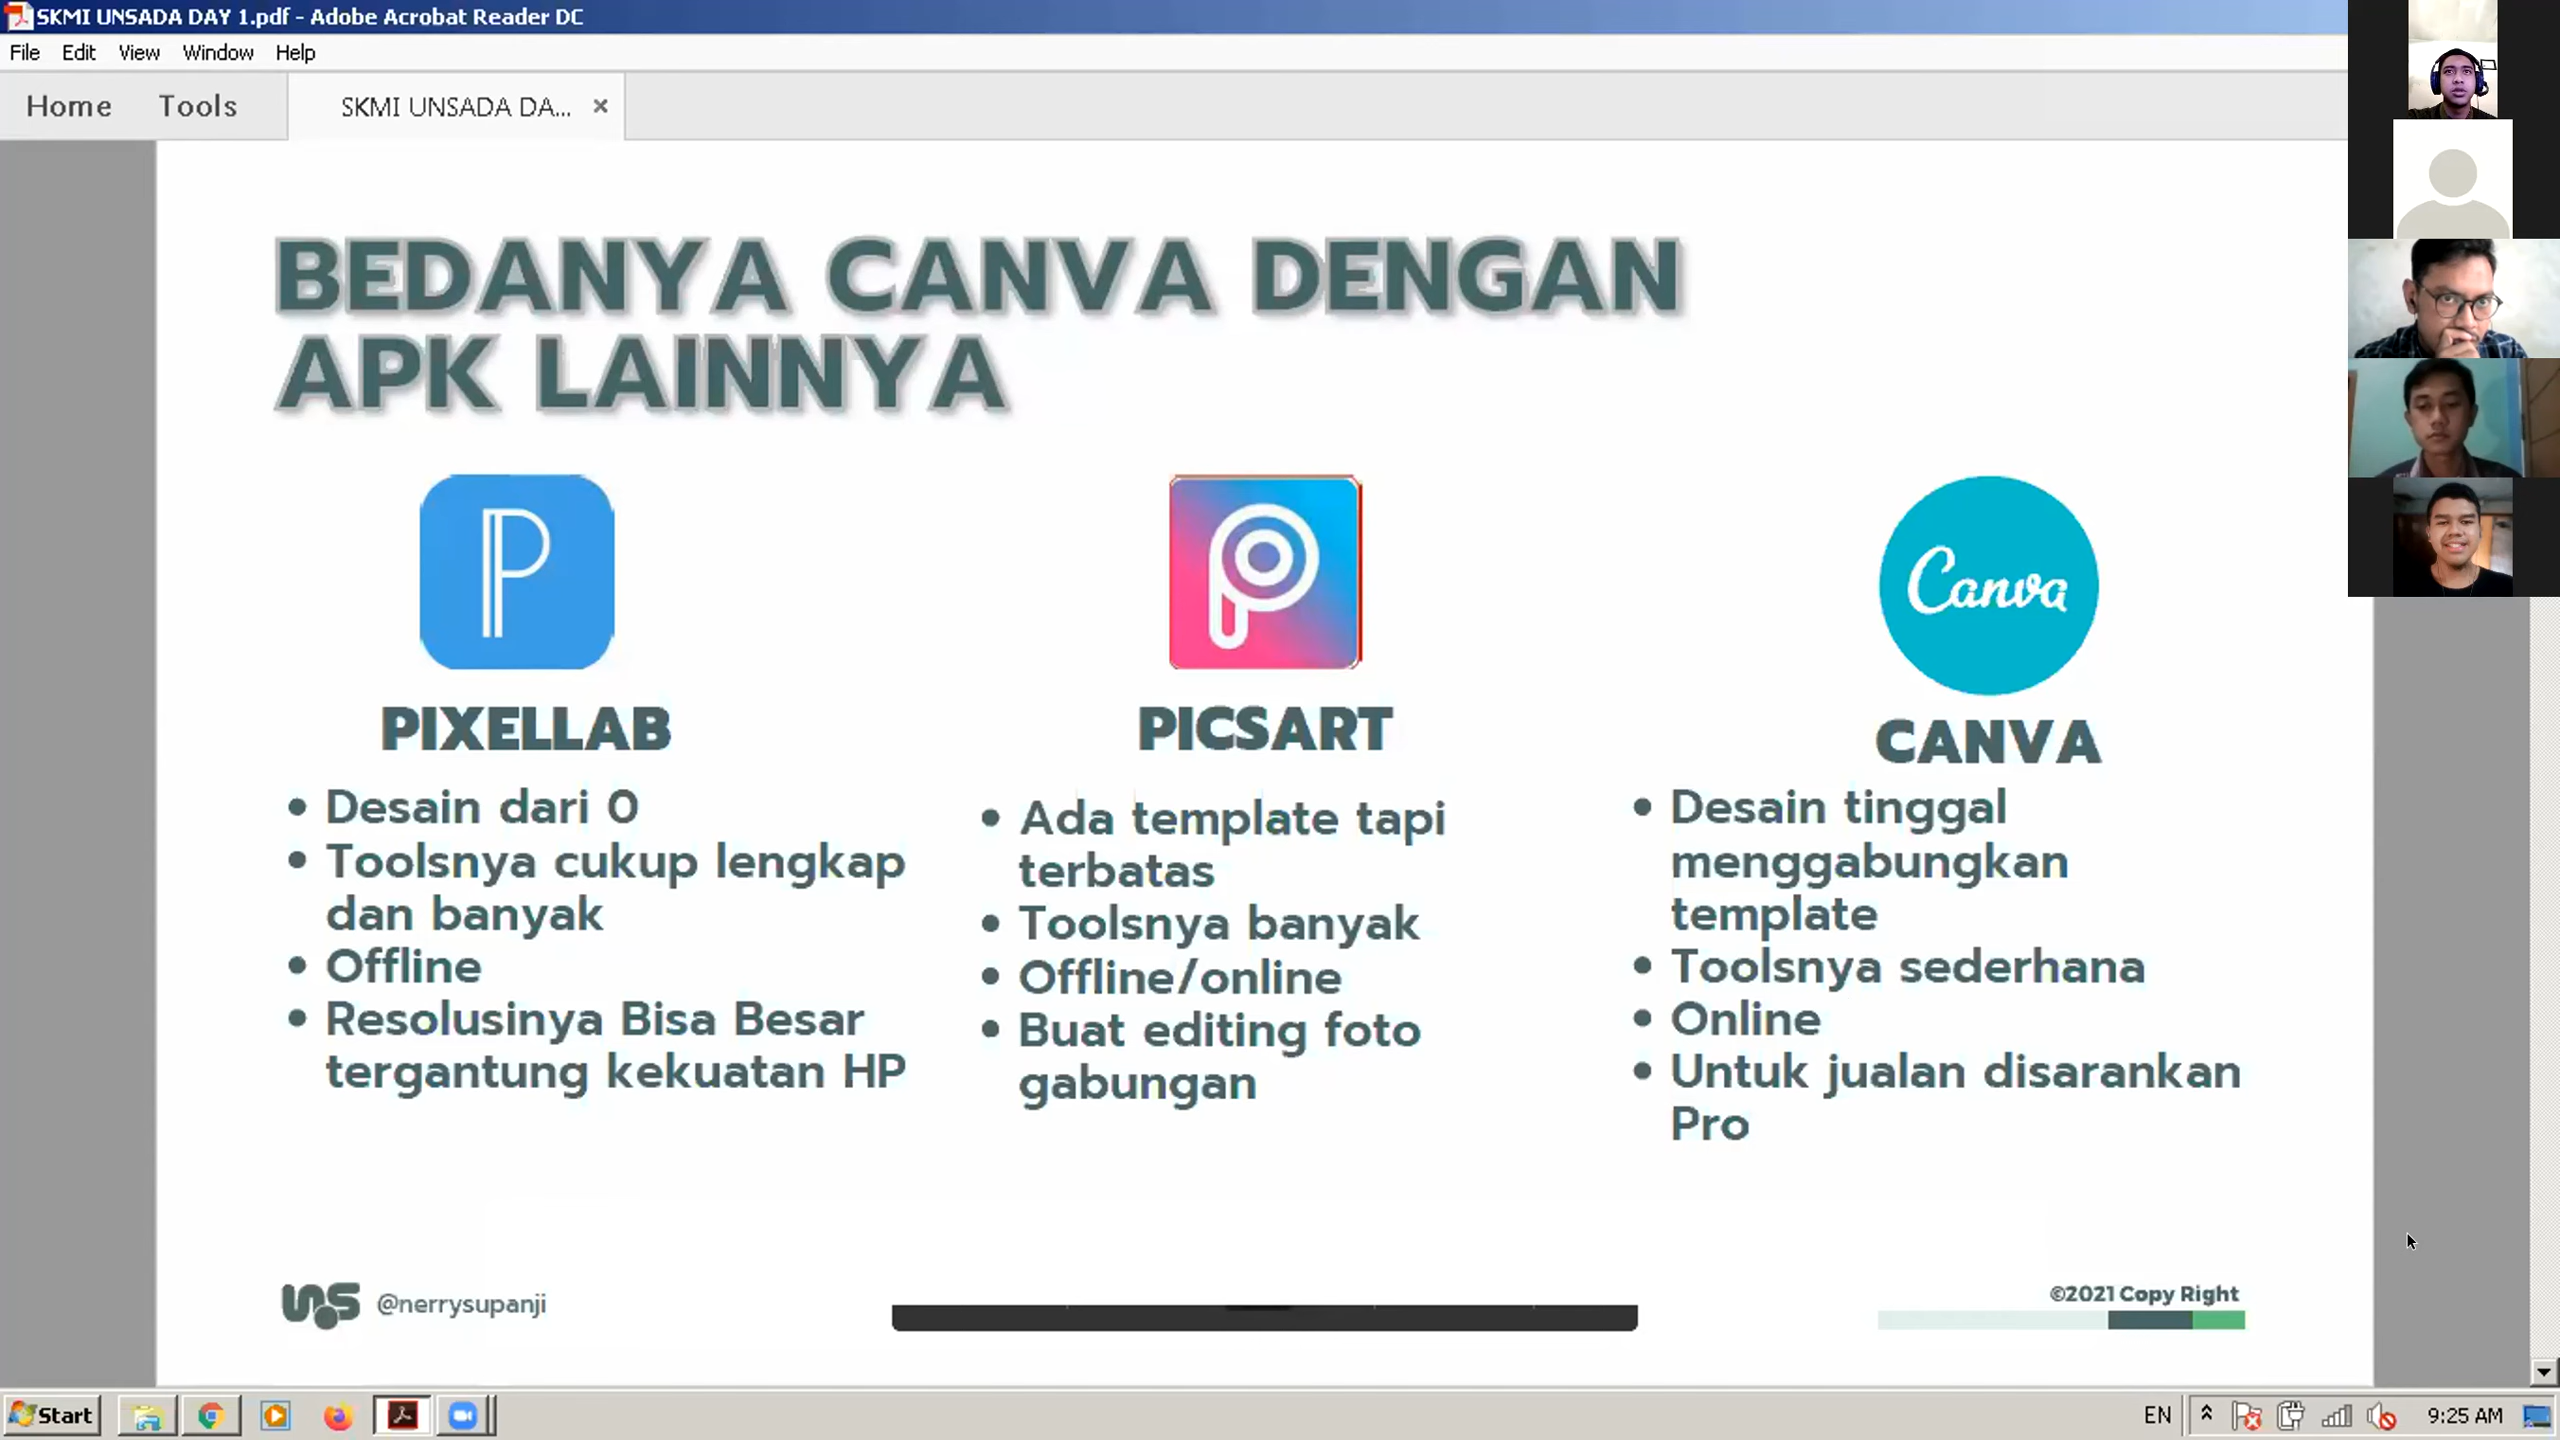 SKMI UNSADA DAY 1.pdf - Adobe Acrobat Reader DC
File Edit View Window Help
Home Tools SKMI UNSADA DA... ×
BEDANYA CANVA DENGAN
APK LAINNYA
PIXELLAB
• Desain dari 0
• Toolsnya cukup lengkap
dan banyak
• Offline
• Resolusinya Bisa Besar
tergantung kekuatan HP
PICSART
• Ada template tapi
terbatas
• Toolsnya banyak
• Offline/online
• Buat editing foto
gabungan
Canva
CANVA
• Desain tinggal
menggabungkan
template
• Toolsnya sederhana
• Online
• Untuk jualan disarankan
Pro
@nerrysupanji
©2021 Copy Right
Start
EN
9:25 AM